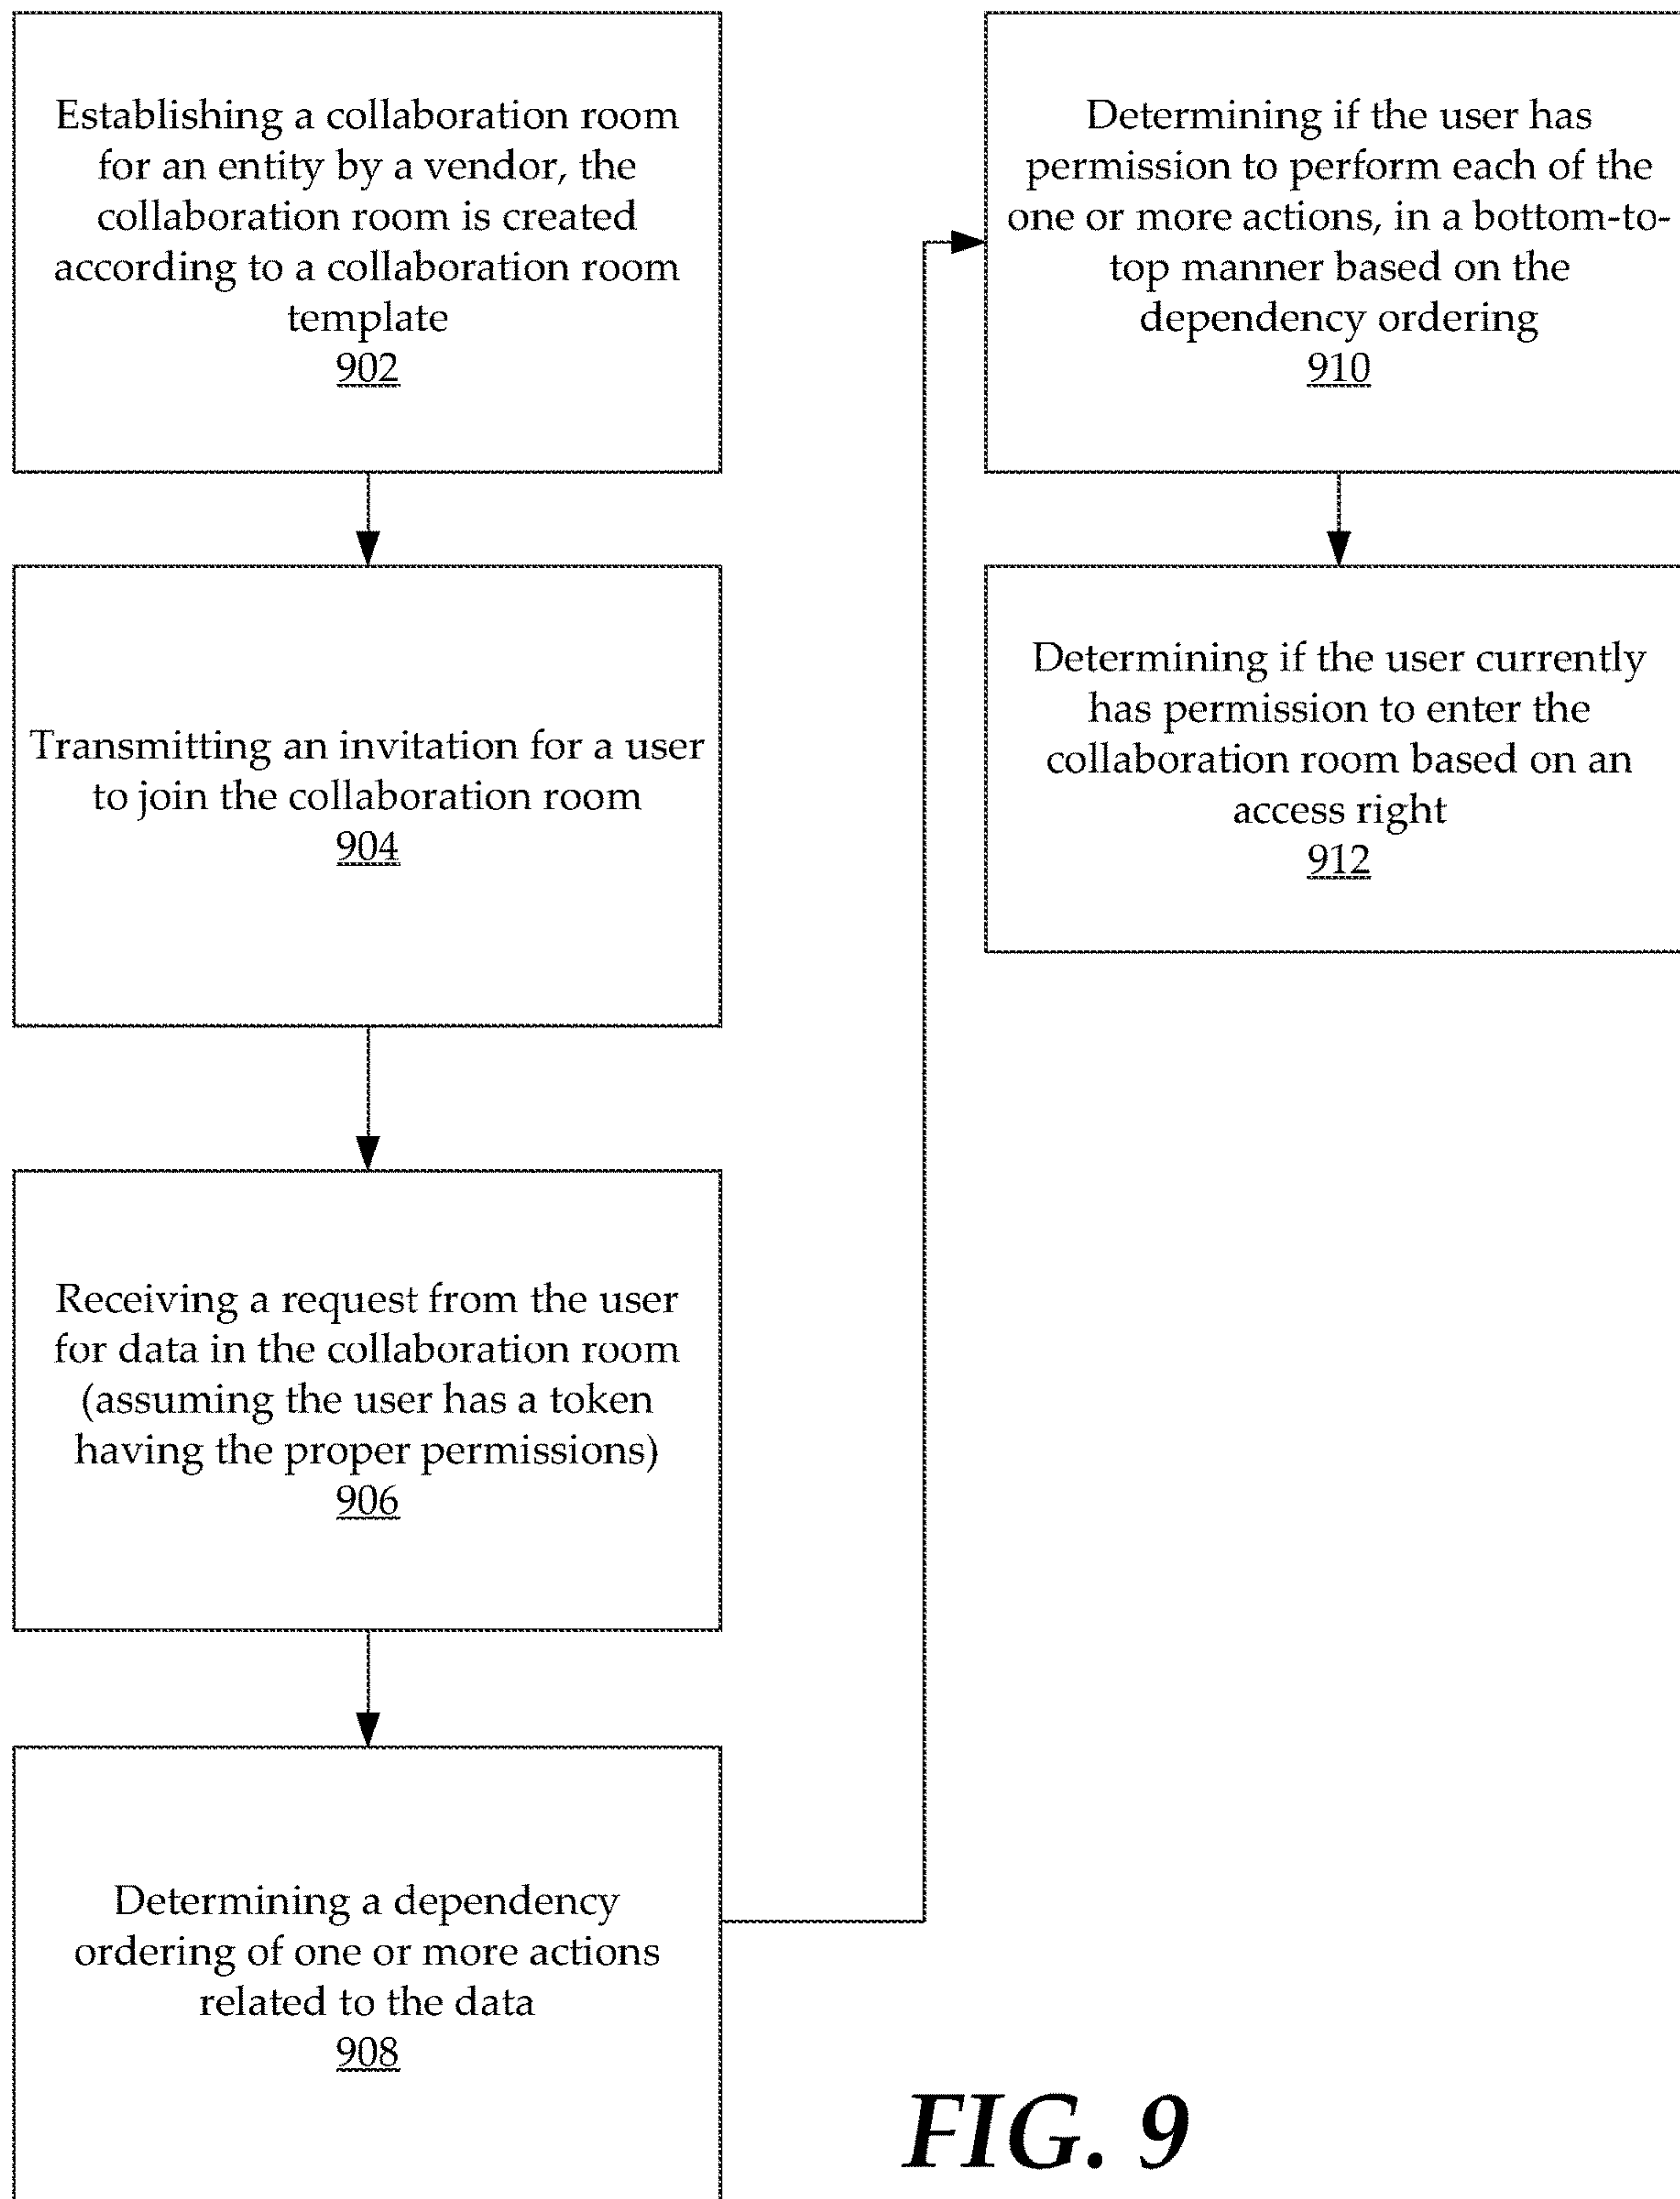 Establishing a collaboration room
for an entity by a vendor, the
collaboration room is created
according to a collaboration room
template
902
Transmitting an invitation for a user
to join the collaboration room
904
Receiving a request from the user
for data in the collaboration room
(assuming the user has a token
having the proper permissions)
906
Determining a dependency
ordering of one or more actions
related to the data
908
Determining if the user has
permission to perform each of the
one or more actions, in a bottom-to-
top manner based on the
dependency ordering
910
Determining if the user currently
has permission to enter the
collaboration room based on an
access right
912
FIG. 9